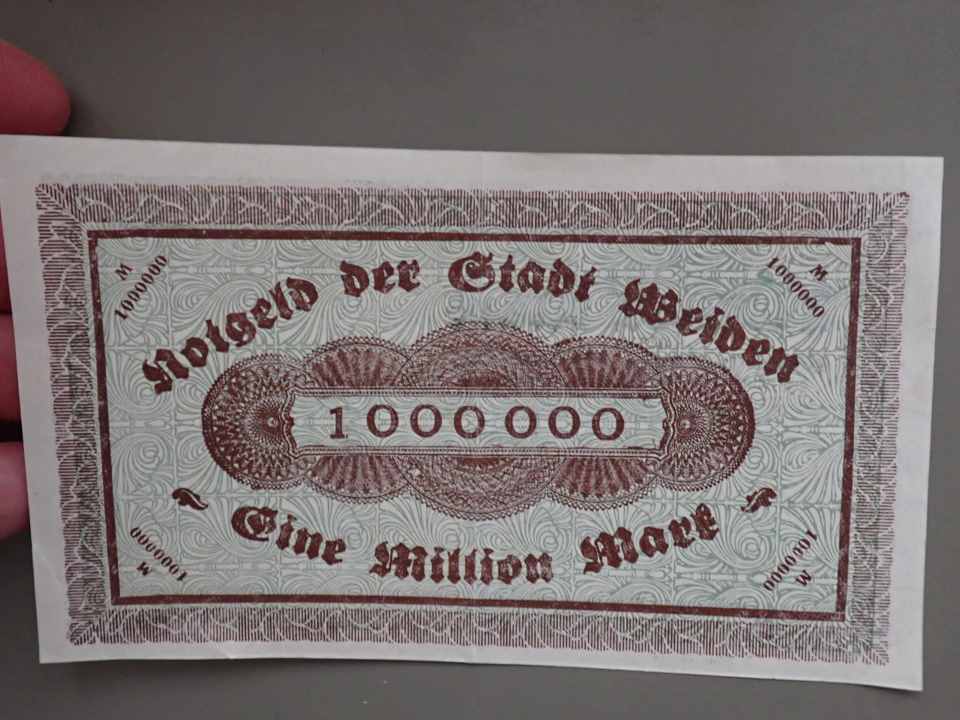 Notgeld der Stadt Weiden
M
1000000
M
1000000
1000000
Eine Million Mark
M
1000000
M
1000000